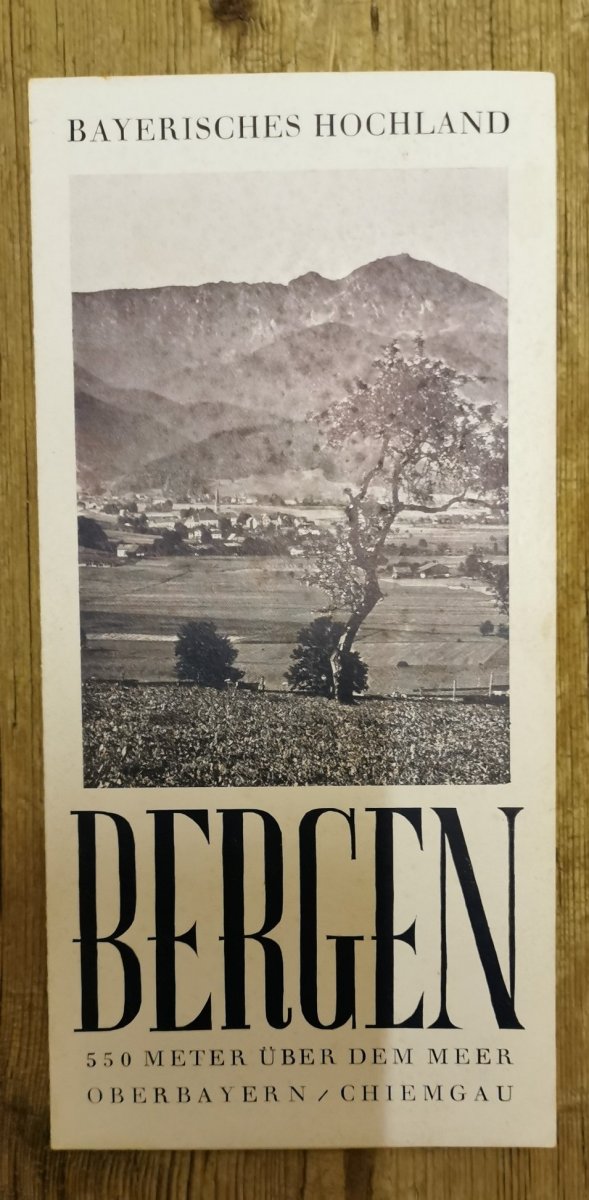 BAYERISCHES HOCHLAND
BERGEN
550 METER ÜBER DEM MEER
OBERBAYERN / CHIEMGAU